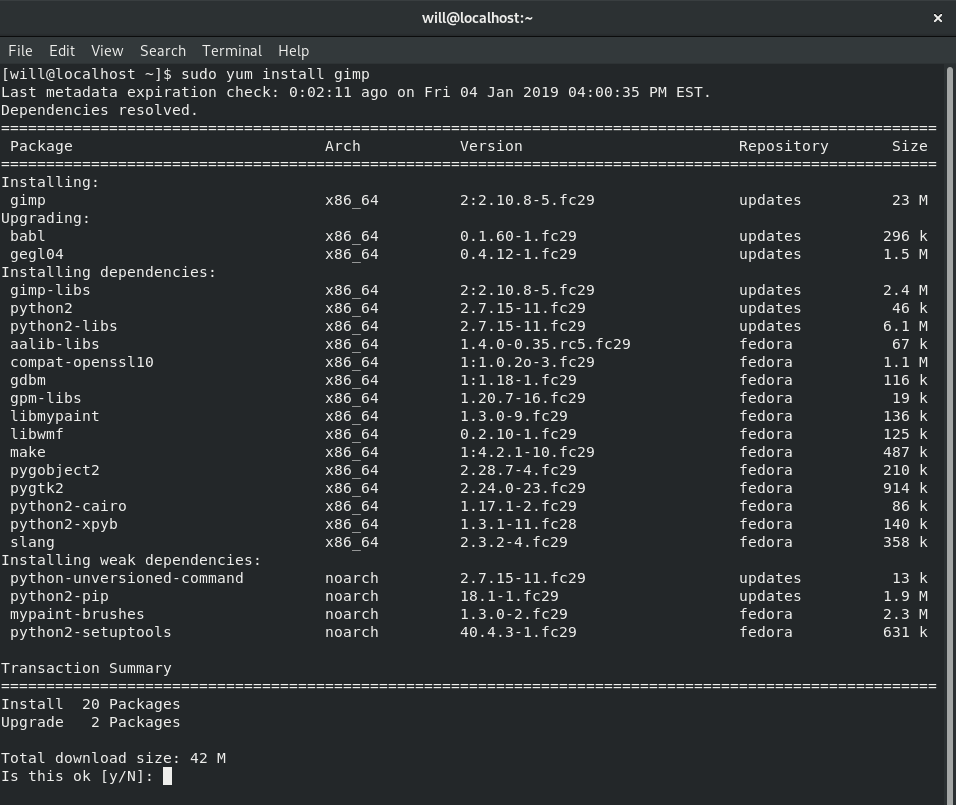 will@localhost:~
×
File Edit View Search Terminal Help
[will@localhost ~]$ sudo yum install gimp
Last metadata expiration check: 0:02:11 ago on Fri 04 Jan 2019 04:00:35 PM EST.
Dependencies resolved.
========================================================================================================
Package Arch Version Repository Size
========================================================================================================
Installing:
gimp x86_64 2:2.10.8-5.fc29 updates 23 M
Upgrading:
babl x86_64 0.1.60-1.fc29 updates 296 k
gegl04 x86_64 0.4.12-1.fc29 updates 1.5 M
Installing dependencies:
gimp-libs x86_64 2:2.10.8-5.fc29 updates 2.4 M
python2 x86_64 2.7.15-11.fc29 updates 46 k
python2-libs x86_64 2.7.15-11.fc29 updates 6.1 M
aalib-libs x86_64 1.4.0-0.35.rc5.fc29 fedora 67 k
compat-openssl10 x86_64 1:1.0.2o-3.fc29 fedora 1.1 M
gdbm x86_64 1:1.18-1.fc29 fedora 116 k
gpm-libs x86_64 1.20.7-16.fc29 fedora 19 k
libmypaint x86_64 1.3.0-9.fc29 fedora 136 k
libwmf x86_64 0.2.10-1.fc29 fedora 125 k
make x86_64 1:4.2.1-10.fc29 fedora 487 k
pygobject2 x86_64 2.28.7-4.fc29 fedora 210 k
pygtk2 x86_64 2.24.0-23.fc29 fedora 914 k
python2-cairo x86_64 1.17.1-2.fc29 fedora 86 k
python2-xpyb x86_64 1.3.1-11.fc28 fedora 140 k
slang x86_64 2.3.2-4.fc29 fedora 358 k
Installing weak dependencies:
python-unversioned-command noarch 2.7.15-11.fc29 updates 13 k
python2-pip noarch 18.1-1.fc29 updates 1.9 M
mypaint-brushes noarch 1.3.0-2.fc29 fedora 2.3 M
python2-setuptools noarch 40.4.3-1.fc29 fedora 631 k
Transaction Summary
========================================================================================================
Install 20 Packages
Upgrade 2 Packages
Total download size: 42 M
Is this ok [y/N]: